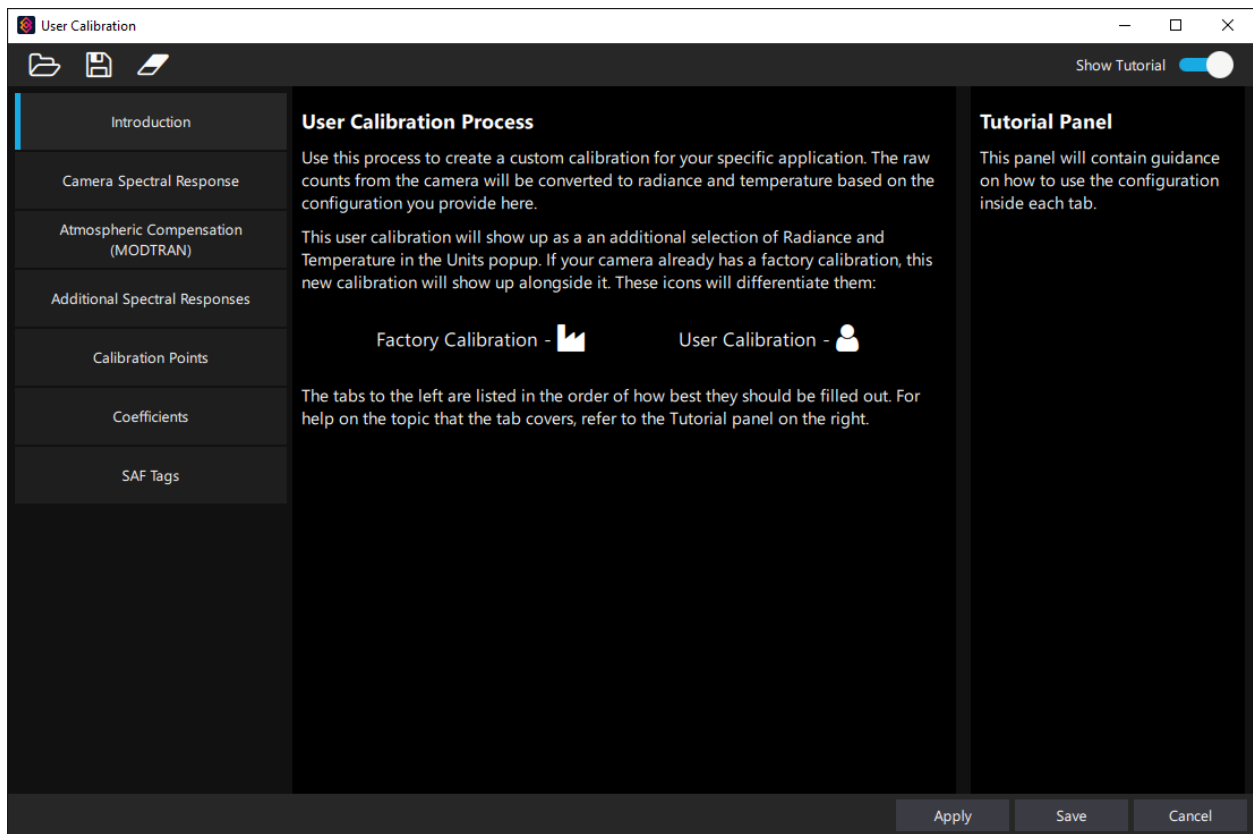 User Calibration
Show Tutorial
Introduction
Camera Spectral Response
Atmospheric Compensation
(MODTRAN)
Additional Spectral Responses
Calibration Points
Coefficients
SAF Tags
User Calibration Process
Use this process to create a custom calibration for your specific application. The raw
counts from the camera will be converted to radiance and temperature based on the
configuration you provide here.
This user calibration will show up as a an additional selection of Radiance and
Temperature in the Units popup. If your camera already has a factory calibration, this
new calibration will show up alongside it. These icons will differentiate them:
Factory Calibration -
User Calibration -
The tabs to the left are listed in the order of how best they should be filled out. For
help on the topic that the tab covers, refer to the Tutorial panel on the right.
Tutorial Panel
This panel will contain guidance
on how to use the configuration
inside each tab.
Apply
Save
Cancel